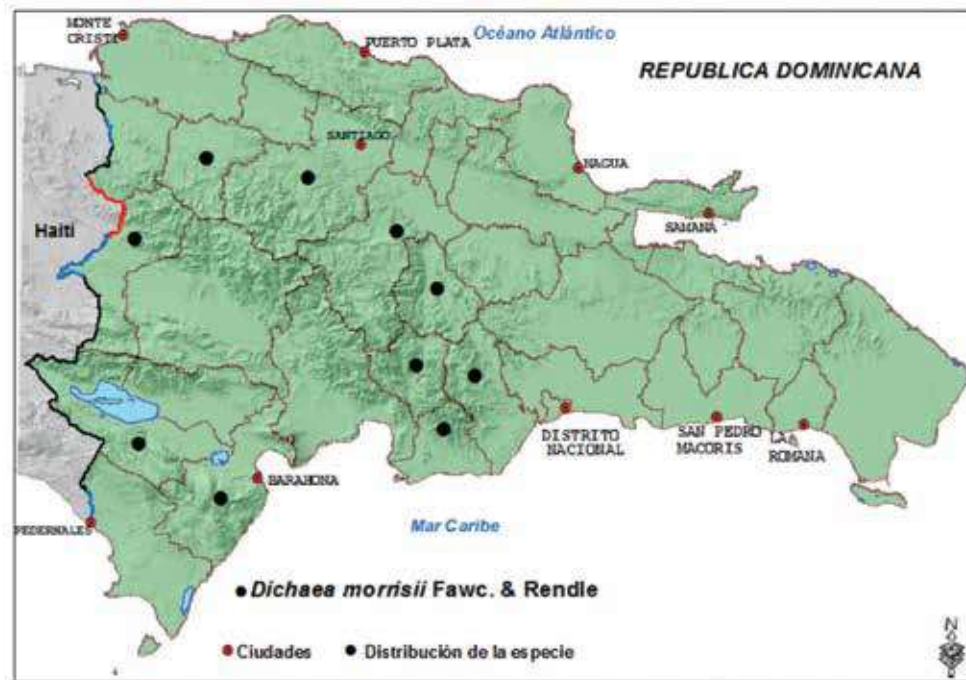 MONTE
CRISTI
PUERTO PLATA
Océano Atlántico
REPUBLICA DOMINICANA
SANTIAGO
NAGUA
Haití
SAMANA
DISTRITO
NACIONAL
SAN PEDRO
MACORIS
LA
ROMANA
BARAHONA
PEDERNALES
Mar Caribe
Dichaea morrisii Fawc. & Rendle
Ciudades
Distribución de la especie
N